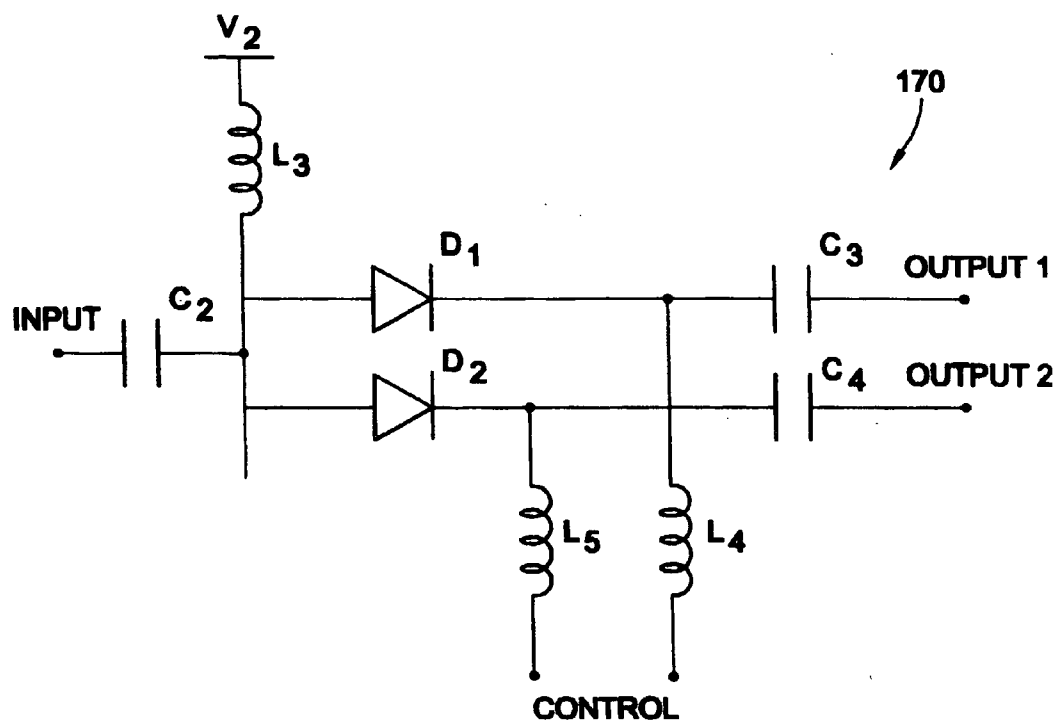 V2
170
L3
D1
C3
OUTPUT 1
INPUT
C2
D2
C4
OUTPUT 2
L5
L4
CONTROL